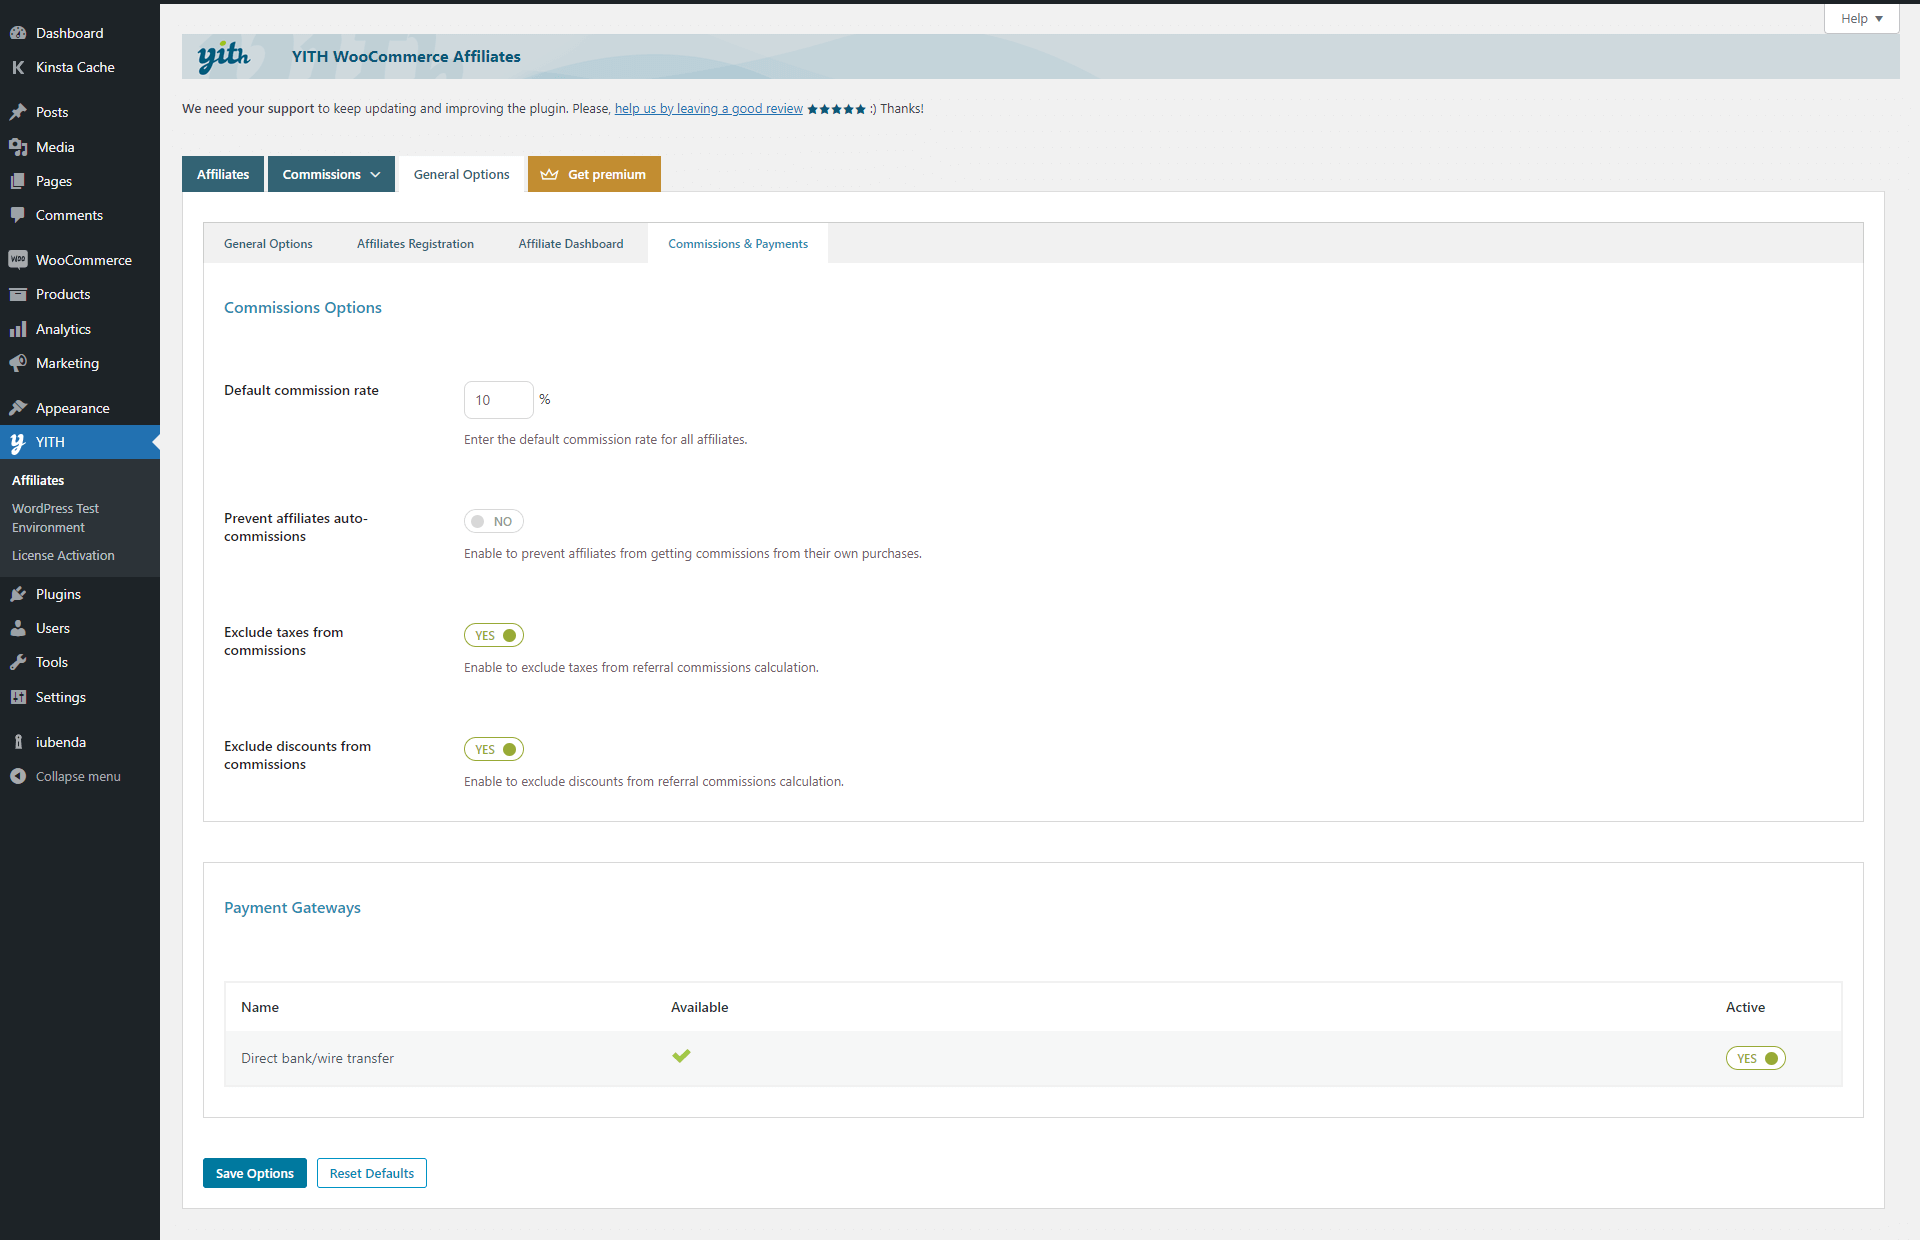 Help
Dashboard
Kinsta Cache
Posts
Media
Pages
Comments
WooCommerce
Products
Analytics
Marketing
Appearance
YITH
Affiliates
WordPress Test
Environment
License Activation
Plugins
Users
Tools
Settings
iubenda
Collapse menu
yith
YITH WooCommerce Affiliates
We need your support to keep updating and improving the plugin. Please, help us by leaving a good review ★★★★★ :) Thanks!
Affiliates Commissions General Options Get premium
General Options Affiliates Registration Affiliate Dashboard Commissions & Payments
Commissions Options
Default commission rate
10 %
Enter the default commission rate for all affiliates.
Prevent affiliates auto-
commissions
NO
Enable to prevent affiliates from getting commissions from their own purchases.
Exclude taxes from
commissions
YES
Enable to exclude taxes from referral commissions calculation.
Exclude discounts from
commissions
YES
Enable to exclude discounts from referral commissions calculation.
Payment Gateways
Name Available Active
Direct bank/wire transfer YES
Save Options Reset Defaults